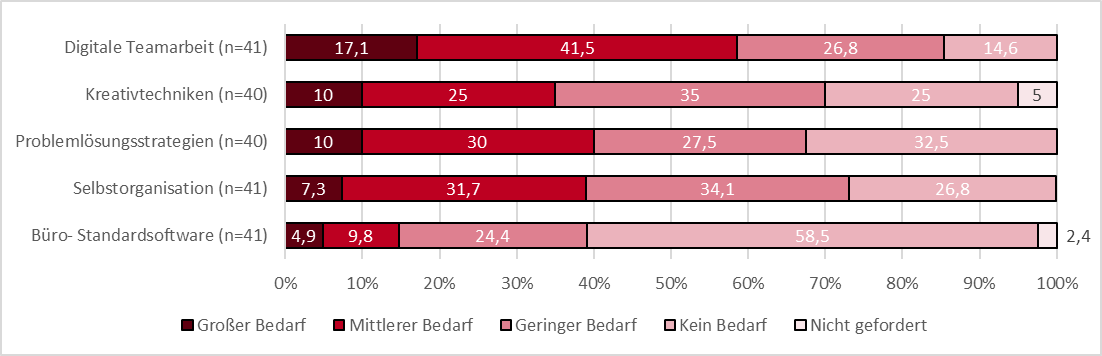 Digitale Teamarbeit (n=41) 17,1 41,5 26,8 14,6
Kreativtechniken (n=40) 10 25 35 25 5
Problemlösungsstrategien (n=40) 10 30 27,5 32,5
Selbstorganisation (n=41) 7,3 31,7 34,1 26,8
Büro- Standardsoftware (n=41) 4,9 9,8 24,4 58,5 2,4
0% 10% 20% 30% 40% 50% 60% 70% 80% 90% 100%
Großer Bedarf Mittlerer Bedarf Geringer Bedarf Kein Bedarf Nicht gefordert